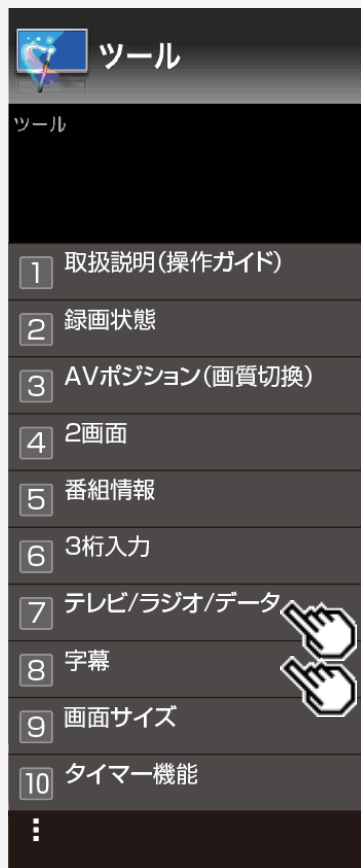 ツール
ツール
1 取扱説明(操作ガイド)
2 録画状態
3 AVポジション(画質切換)
4 2画面
5 番組情報
6 3桁入力
7 テレビ/ラジオ/データ
8 字幕
9 画面サイズ
10 タイマー機能
⋮